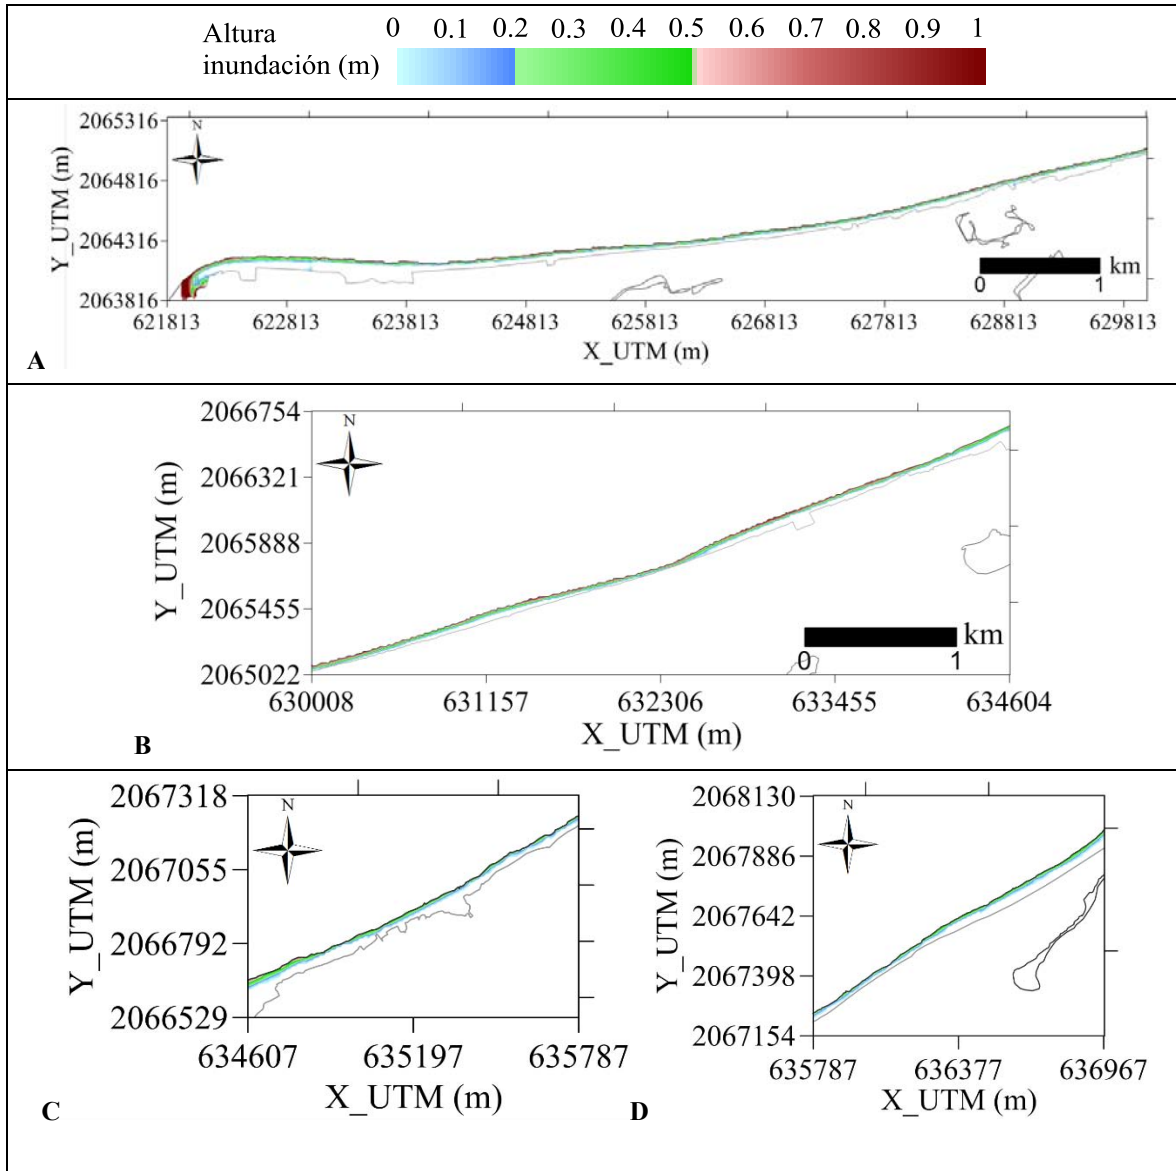 Altura
inundación (m)
0 0.1 0.2 0.3 0.4 0.5 0.6 0.7 0.8 0.9 1
2065316
2064816
2064316
2063816
Y_UTM (m)
N
km
0 1
621813 622813 623813 624813 625813 626813 627813 628813 629813
X_UTM (m)
A
2066754
2066321
2065888
2065455
2065022
Y_UTM (m)
N
km
0 1
630008 631157 632306 633455 634604
X_UTM (m)
B
2067318
2067055
2066792
2066529
Y_UTM (m)
N
634607 635197 635787
X_UTM (m)
C
2068130
2067886
2067642
2067398
2067154
Y_UTM (m)
N
635787 636377 636967
X_UTM (m)
D